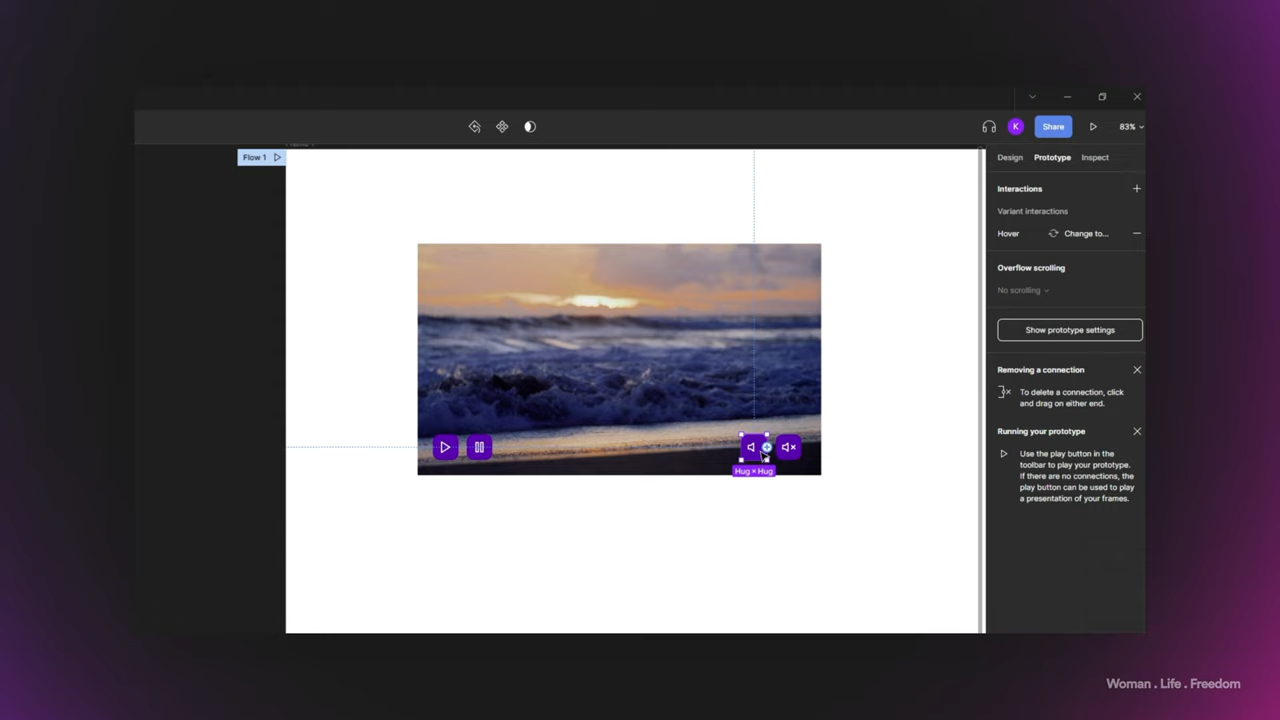 Share
83%
K
Flow 1
Design
Prototype
Inspect
Interactions
Variant interactions
Hover
Change to...
Overflow scrolling
No scrolling
Show prototype settings
Removing a connection
To delete a connection, click
and drag on either end.
Running your prototype
Use the play button in the
toolbar to play your prototype.
If there are no connections, the
play button can be used to play
a presentation of your frames.
Hug × Hug
Woman . Life . Freedom